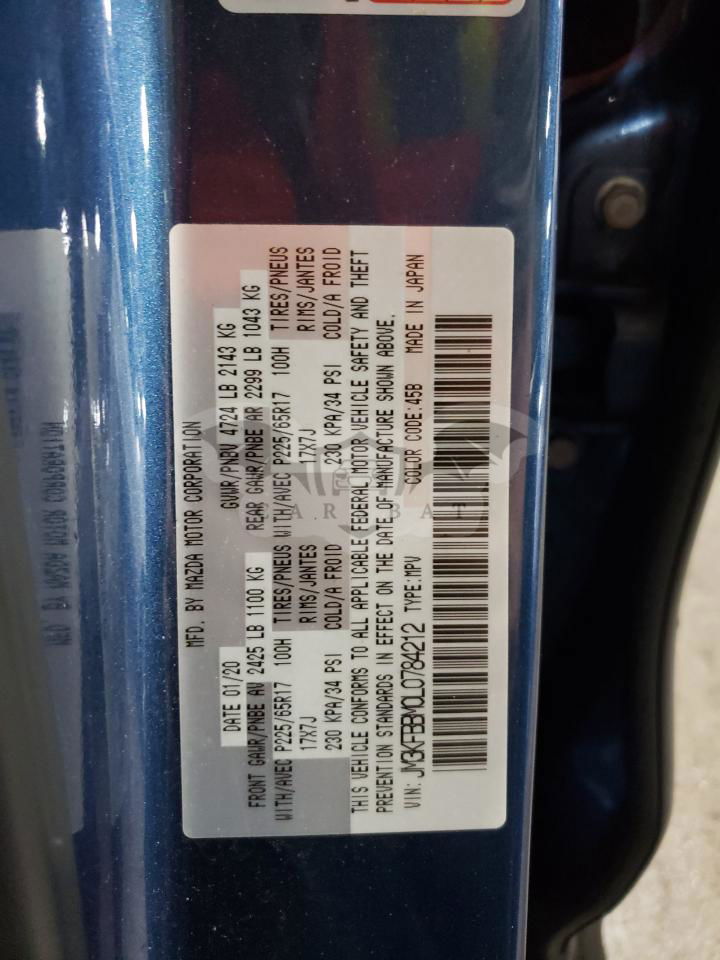 MFD. BY MAZDA MOTOR CORPORATION
DATE 01/20 GVWR/PNBV 4724 LB 2143 KG
FRONT GAWR/PNBE AV 2425 LB 1100 KG REAR GAWR/PNBE AR 2299 LB 1043 KG
WITH/AVEC P225/65R17 100H TIRES/PNEUS WITH/AVEC P225/65R17 100H TIRES/PNEUS
17X7J RIMS/JANTES 17X7J RIMS/JANTES
230 KPA/34 PSI COLD/A FROID 230 KPA/34 PSI COLD/A FROID
THIS VEHICLE CONFORMS TO ALL APPLICABLE FEDERAL MOTOR VEHICLE SAFETY AND THEFT
PREVENTION STANDARDS IN EFFECT ON THE DATE OF MANUFACTURE SHOWN ABOVE.
VIN: JM3KFBBM0L0784212 TYPE:MPV COLOR CODE:45B MADE IN JAPAN
CAR BAT